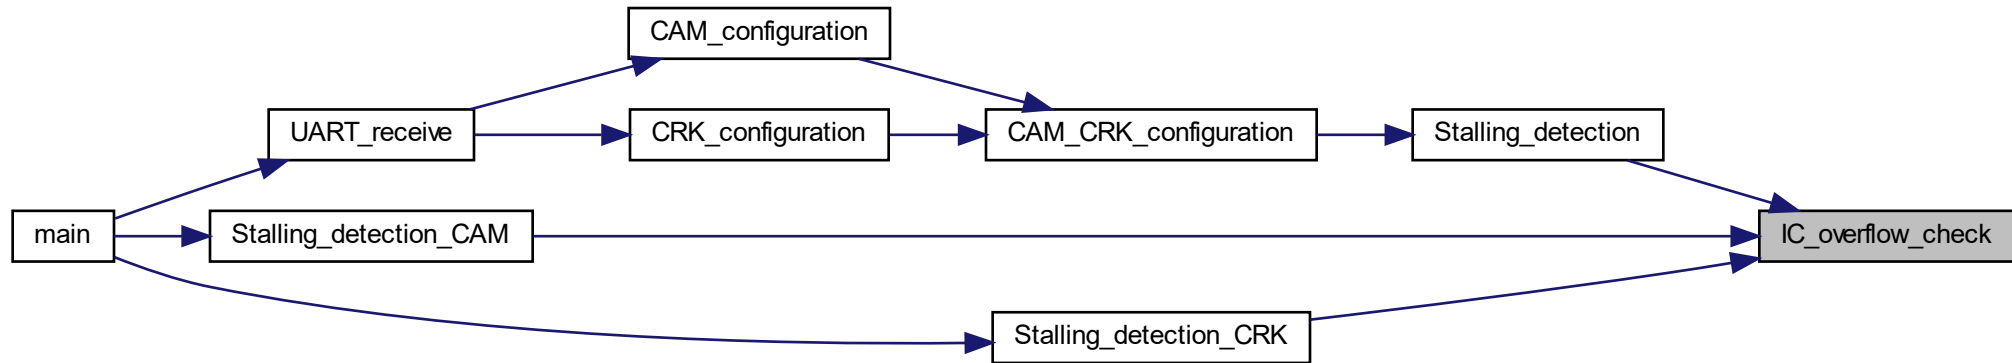 CAM_configuration
UART_receive
CRK_configuration
CAM_CRK_configuration
Stalling_detection
main
Stalling_detection_CAM
IC_overflow_check
Stalling_detection_CRK